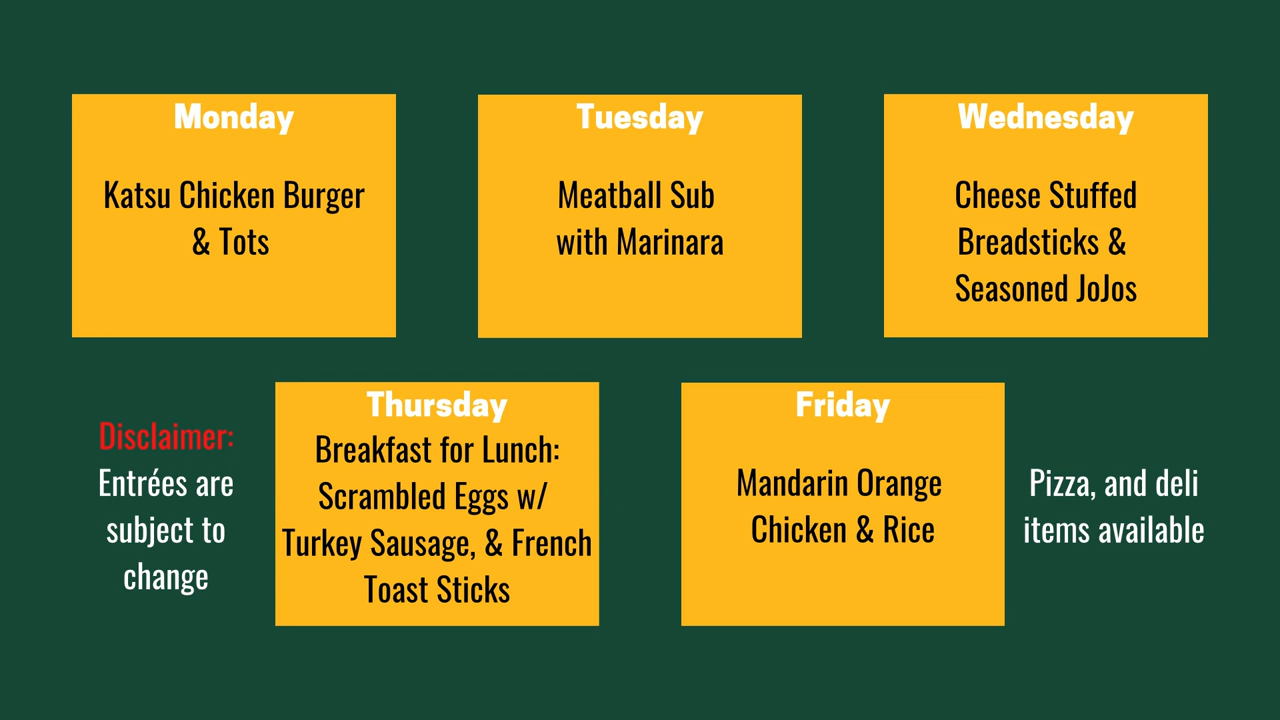 Monday
Katsu Chicken Burger
& Tots
Tuesday
Meatball Sub
with Marinara
Wednesday
Cheese Stuffed
Breadsticks &
Seasoned JoJos
Disclaimer:
Entrées are
subject to
change
Thursday
Breakfast for Lunch:
Scrambled Eggs w/
Turkey Sausage, & French
Toast Sticks
Friday
Mandarin Orange
Chicken & Rice
Pizza, and deli
items available